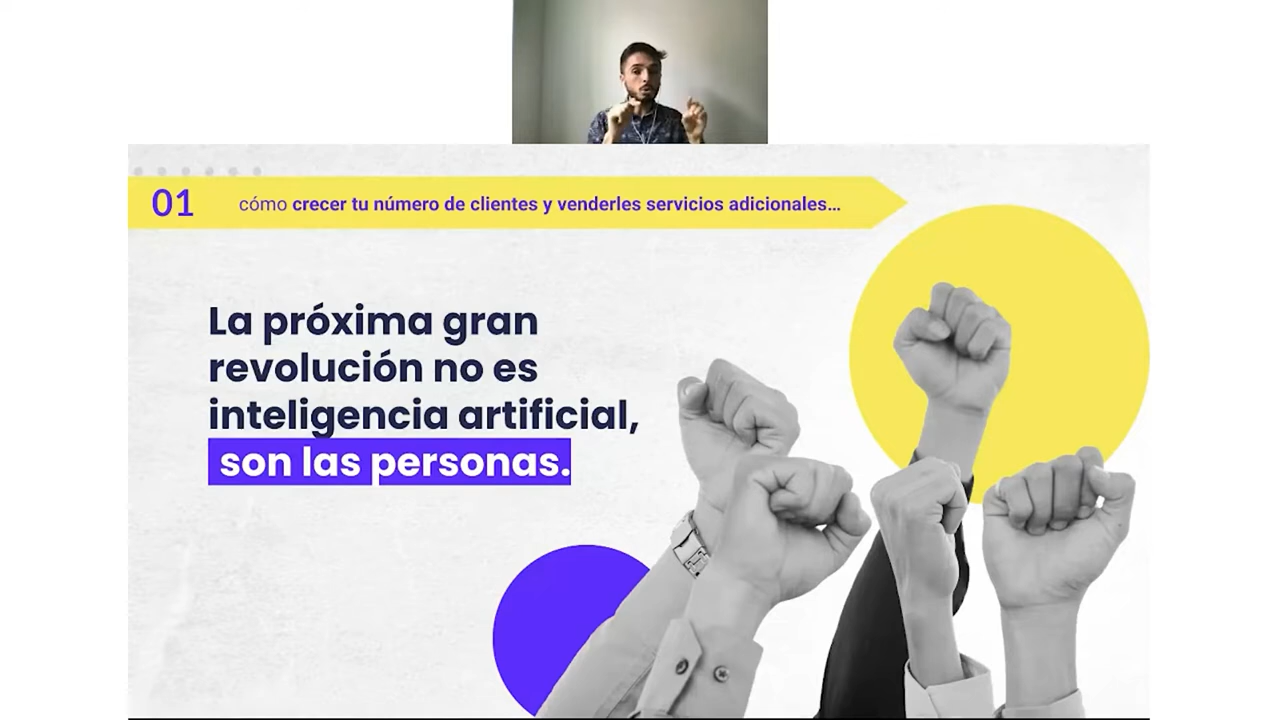 01 cómo crecer tu número de clientes y venderles servicios adicionales...
La próxima gran
revolución no es
inteligencia artificial,
son las personas.